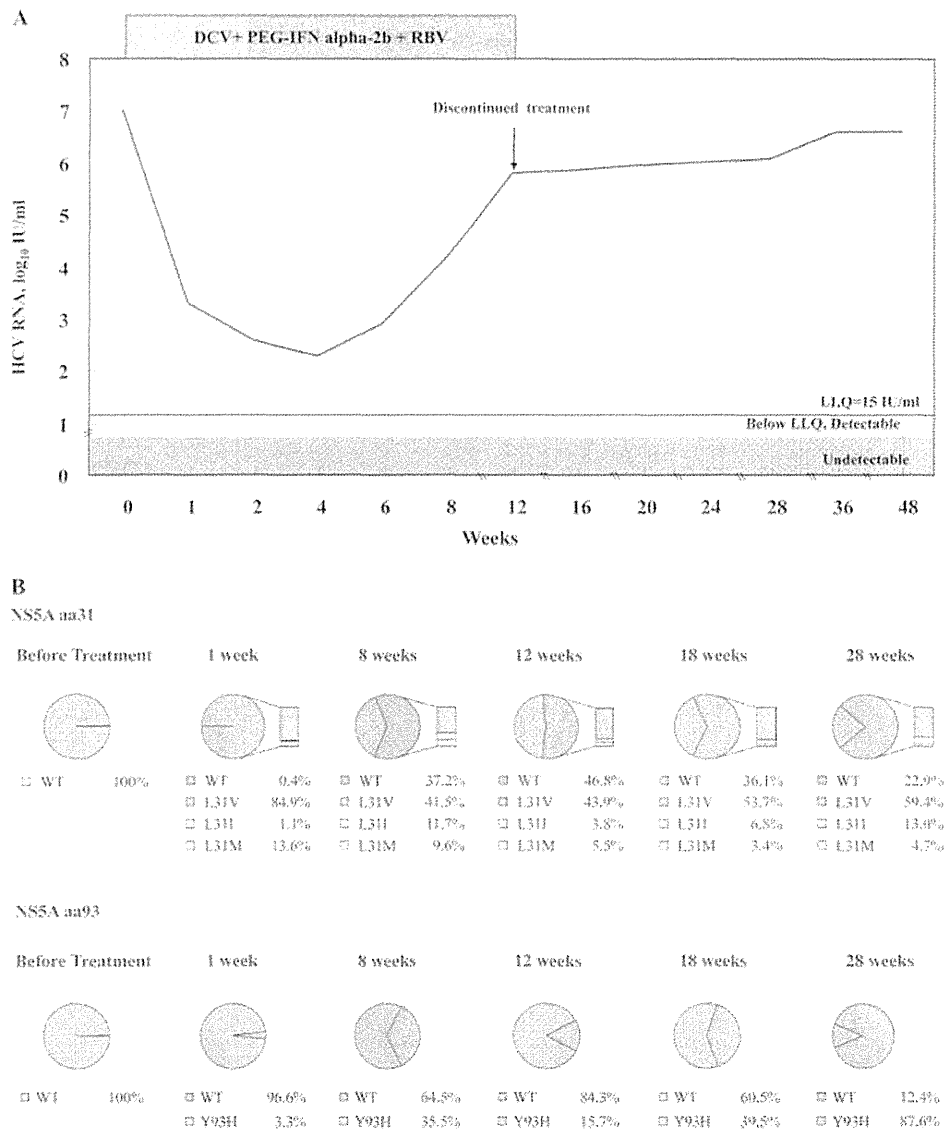 A
DCV+ PEG-IFN alpha-2b + RBV
8
7
6
5
4
3
2
1
0
HCV RNA, log10 IU/ml
Discontinued treatment
LLQ=15 IU/ml
Below LLQ, Detectable
Undetectable
0 1 2 4 6 8 12 16 20 24 28 36 48
Weeks
B
NS5A aa31
Before Treatment 1 week 8 weeks 12 weeks 18 weeks 28 weeks
WT 100% WT 0.4% WT 37.2% WT 46.8% WT 36.1% WT 22.9%
L31V 84.9% L31V 41.5% L31V 43.9% L31V 53.7% L31V 59.4%
L31I 1.1% L31I 11.7% L31I 3.8% L31I 6.8% L31I 13.0%
L31M 13.6% L31M 9.6% L31M 5.5% L31M 3.4% L31M 4.7%
NS5A aa93
Before Treatment 1 week 8 weeks 12 weeks 18 weeks 28 weeks
WT 100% WT 96.6% WT 64.5% WT 84.3% WT 60.5% WT 12.4%
Y93H 3.3% Y93H 35.5% Y93H 15.7% Y93H 39.5% Y93H 87.6%